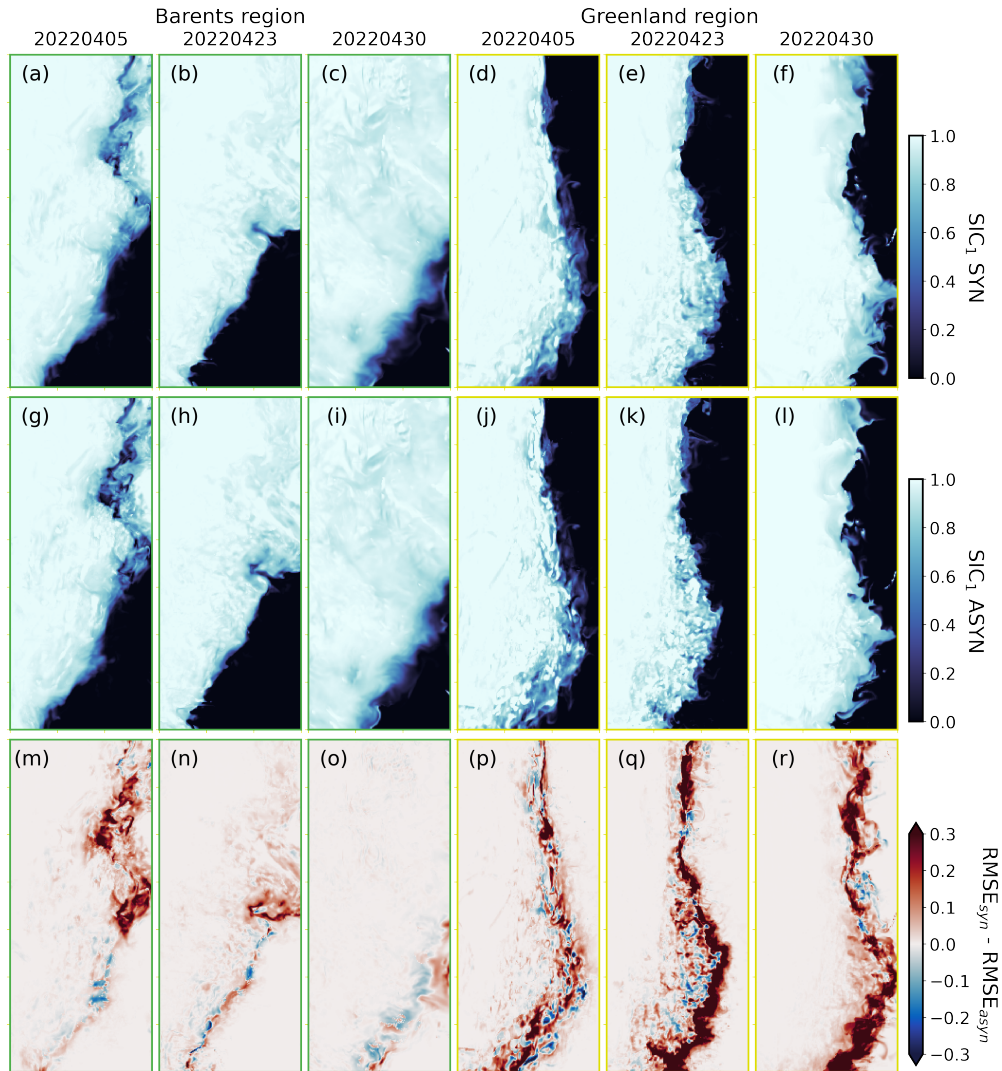 Barents region Greenland region
20220405 20220423 20220430 20220405 20220423 20220430
(a) (b) (c) (d) (e) (f)
1.0
0.8
0.6
0.4
0.2
0.0
SIC₁ SYN
(g) (h) (i) (j) (k) (l)
1.0
0.8
0.6
0.4
0.2
0.0
SIC₁ ASYN
(m) (n) (o) (p) (q) (r)
0.3
0.2
0.1
0.0
−0.1
−0.2
−0.3
RMSE_syn - RMSE_asyn